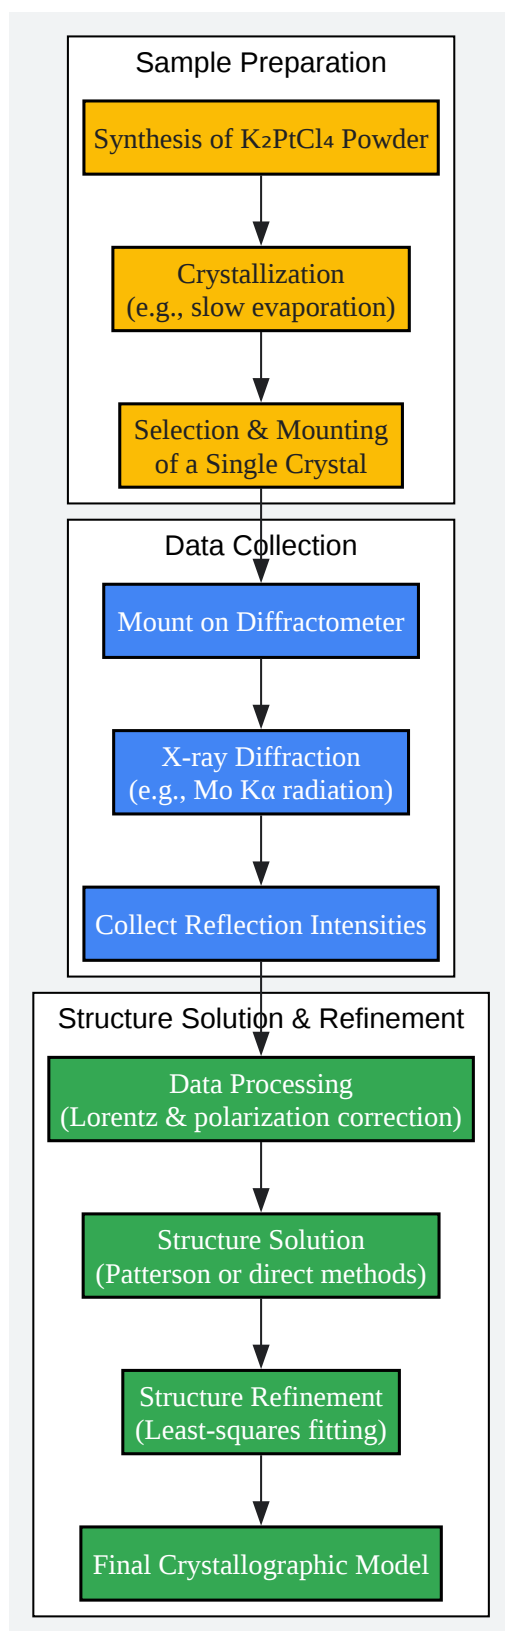 Sample Preparation
Synthesis of K₂PtCl₄ Powder
Crystallization
(e.g., slow evaporation)
Selection & Mounting
of a Single Crystal
Data Collection
Mount on Diffractometer
X-ray Diffraction
(e.g., Mo Kα radiation)
Collect Reflection Intensities
Structure Solution & Refinement
Data Processing
(Lorentz & polarization correction)
Structure Solution
(Patterson or direct methods)
Structure Refinement
(Least-squares fitting)
Final Crystallographic Model